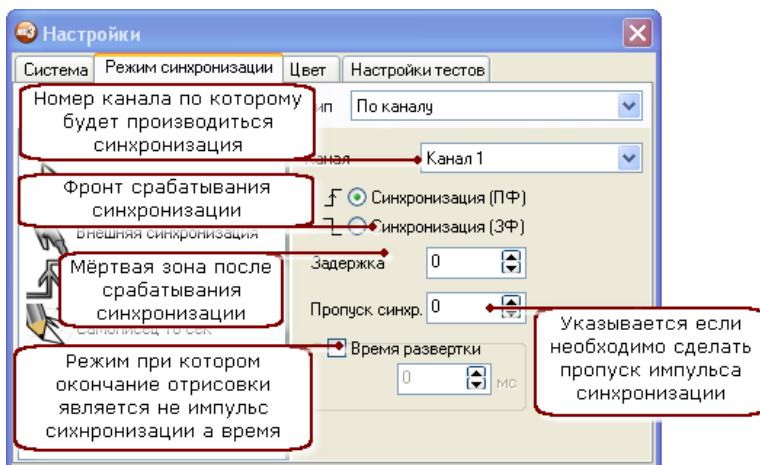 Настройки
Система Режим синхронизации Цвет Настройки тестов
Номер канала по которому
будет производиться
синхронизация
По каналу
Канал 1
Фронт срабатывания
синхронизации
Синхронизация (ПФ)
Синхронизация (ЗФ)
Внешняя синхронизация
Мёртвая зона после
срабатывания
синхронизации
Задержка 0
Пропуск синхр. 0
Указывается если
необходимо сделать
пропуск импульса
синхронизации
Режим при котором
окончание отрисовки
является не импульс
сихнронизации а время
Время развертки
0 мс